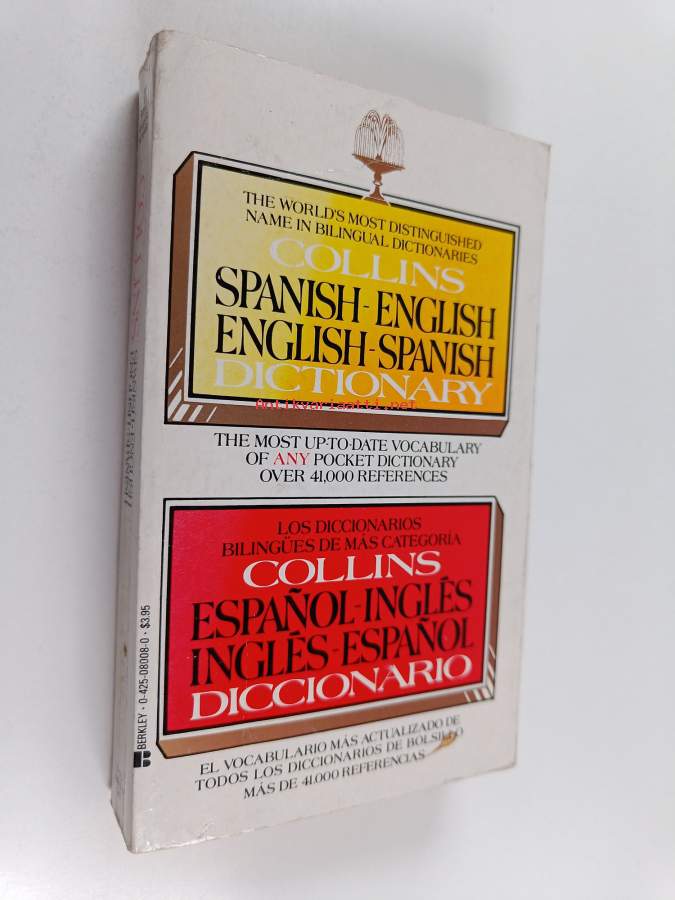 THE WORLD'S MOST DISTINGUISHED
NAME IN BILINGUAL DICTIONARIES
COLLINS
SPANISH-ENGLISH
ENGLISH-SPANISH
DICTIONARY
Antikvariaatti.net
THE MOST UP-TO-DATE VOCABULARY
OF ANY POCKET DICTIONARY
OVER 41,000 REFERENCES
LOS DICCIONARIOS
BILINGÜES DE MÁS CATEGORÍA
COLLINS
ESPAÑOL-INGLÉS
INGLÉS-ESPAÑOL
DICCIONARIO
EL VOCABULARIO MÁS ACTUALIZADO DE
TODOS LOS DICCIONARIOS DE BOLSILLO
MÁS DE 41,000 REFERENCIAS
BERKLEY • 0-425-08008-0 • $3.95